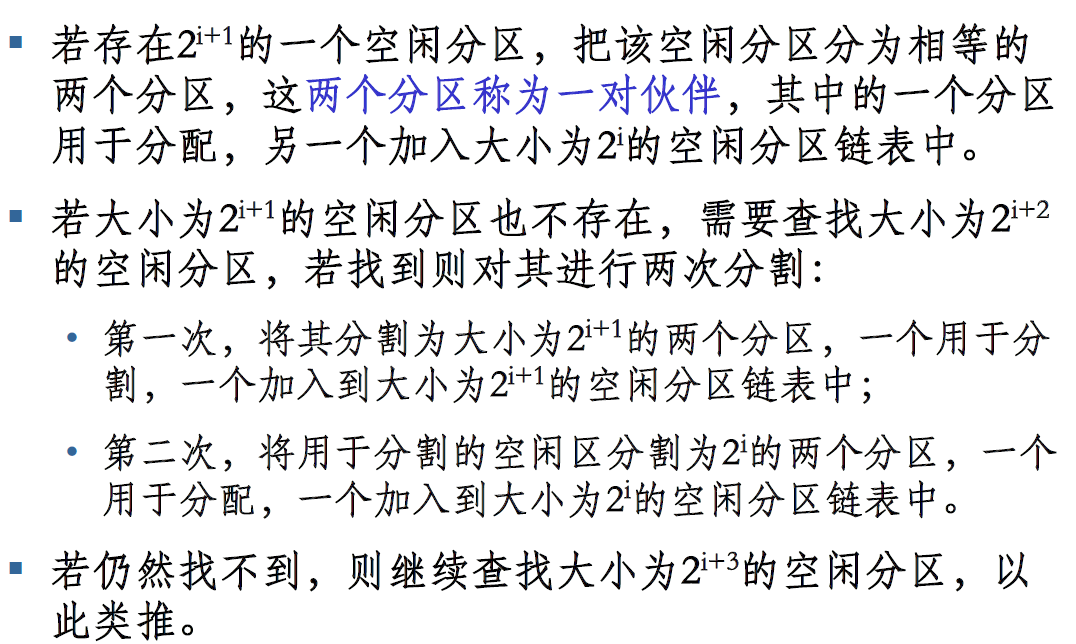 ▪ 若存在2^{i+1}的一个空闲分区，把该空闲分区分为相等的
两个分区，这两个分区称为一对伙伴，其中的一个分区
用于分配，另一个加入大小为2^{i}的空闲分区链表中。
▪ 若大小为2^{i+1}的空闲分区也不存在，需要查找大小为2^{i+2}
的空闲分区，若找到则对其进行两次分割：
• 第一次，将其分割为大小为2^{i+1}的两个分区，一个用于分
割，一个加入到大小为2^{i+1}的空闲分区链表中；
• 第二次，将用于分割的空闲区分割为2^{i}的两个分区，一个
用于分配，一个加入到大小为2^{i}的空闲分区链表中。
▪ 若仍然找不到，则继续查找大小为2^{i+3}的空闲分区，以
此类推。